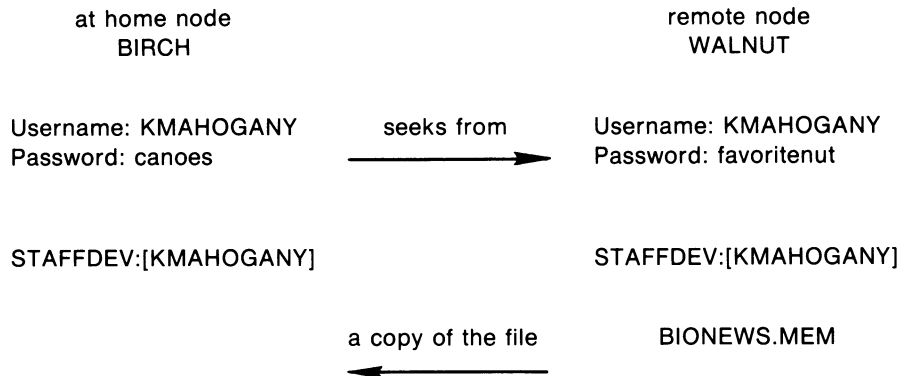 at home node
BIRCH
remote node
WALNUT
Username: KMAHOGANY
Password: canoes
seeks from
Username: KMAHOGANY
Password: favoritenut
STAFFDEV:[KMAHOGANY]
STAFFDEV:[KMAHOGANY]
a copy of the file
BIONEWS.MEM